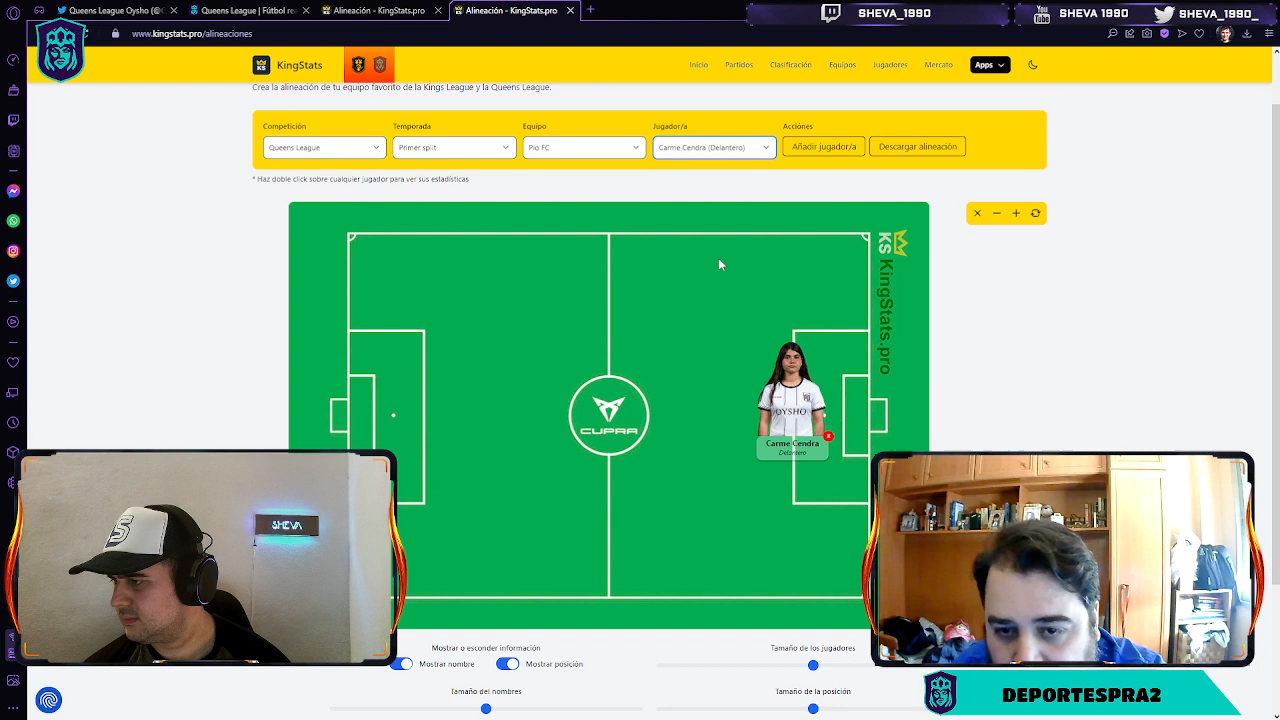 Queens League Oysho (@C
Queens League | Fútbol rea
Alineación - KingStats.pro
Alineación - KingStats.pro
SHEVA_1990
You Tube SHEVA 1990
SHEVA_1990_
www.kingstats.pro/alineaciones
KS KingStats
Inicio Partidos Clasificación Equipos Jugadores Mercato Apps
Crea la alineación de tu equipo favorito de la Kings League y la Queens League.
Competición Temporada Equipo Jugador/a Acciónes
Queens League Primer split Pio FC Carme Cendra (Delantero) Añadir jugador/a Descargar alineación
* Haz doble click sobre cualquier jugador para ver sus estadísticas
KS KingStats.pro
OYSHO
CUPRA
Carme Cendra
Delantero
x
S
SHEVA
Mostrar o esconder información
Mostrar nombre Mostrar posición
Tamaño de los jugadores
Tamaño del nombres
Tamaño de la posición
DEPORTESPRA2